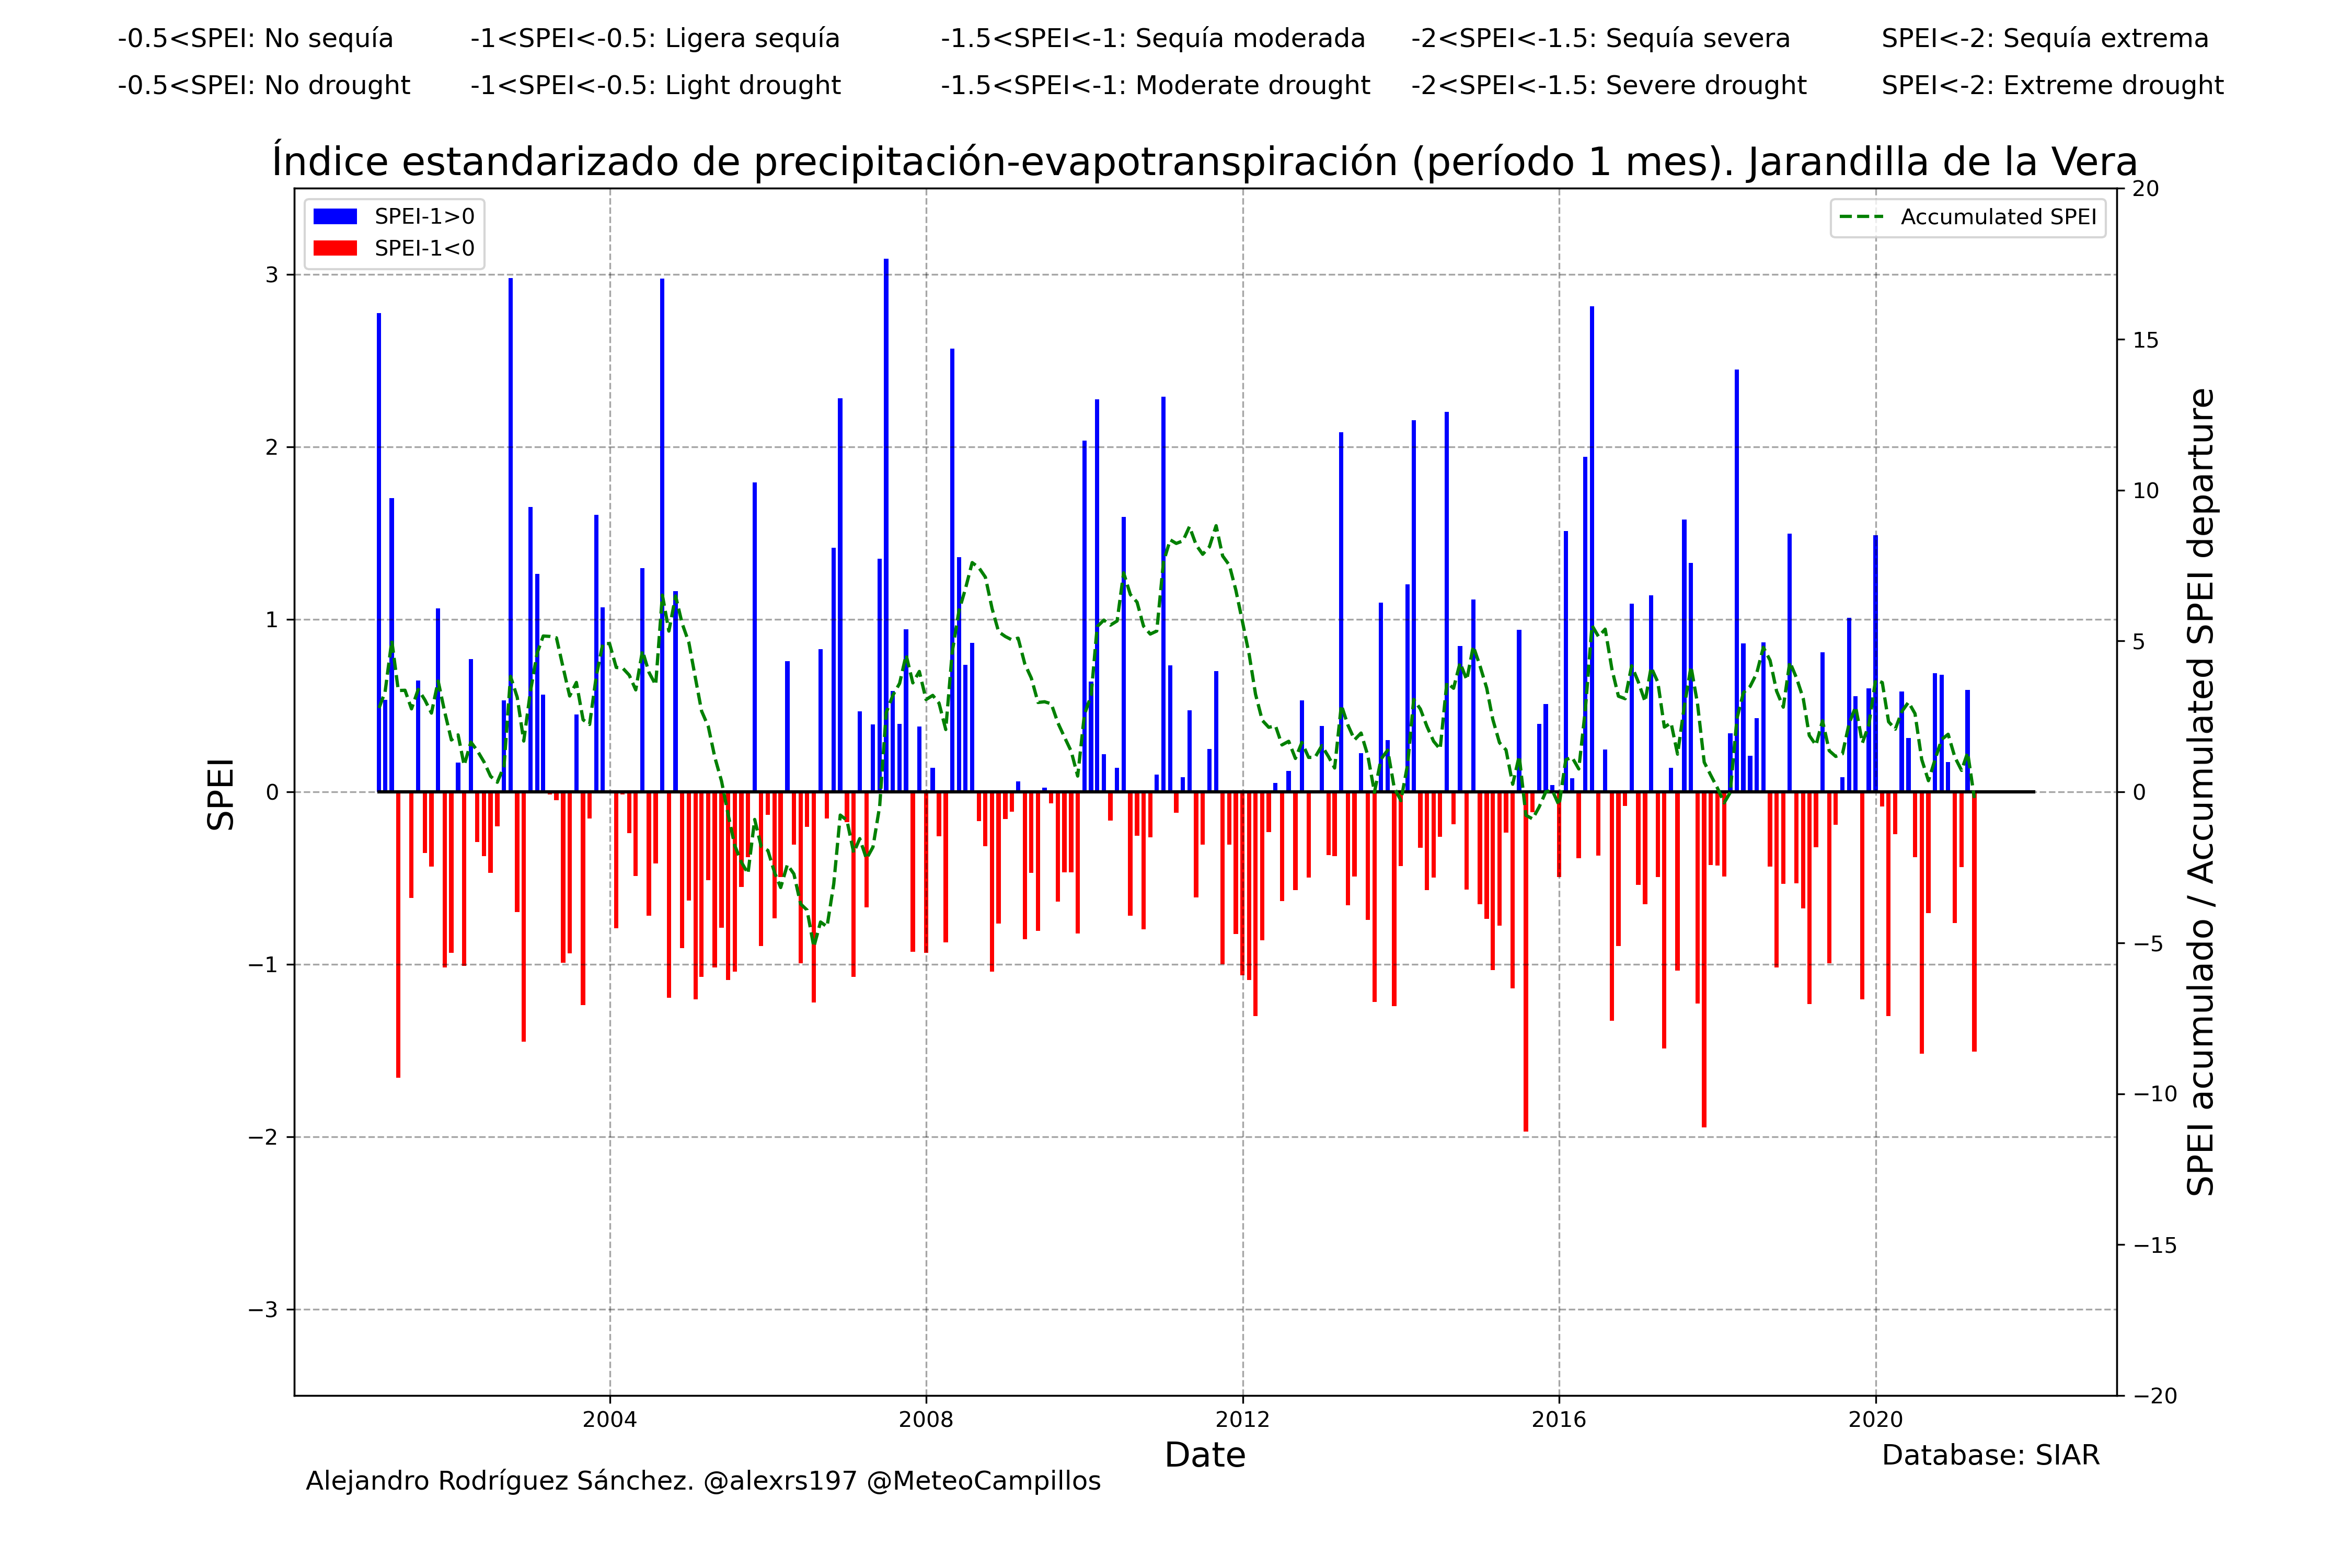 -0.5<SPEI: No sequía -1<SPEI<-0.5: Ligera sequía -1.5<SPEI<-1: Sequía moderada -2<SPEI<-1.5: Sequía severa SPEI<-2: Sequía extrema
-0.5<SPEI: No drought -1<SPEI<-0.5: Light drought -1.5<SPEI<-1: Moderate drought -2<SPEI<-1.5: Severe drought SPEI<-2: Extreme drought
Índice estandarizado de precipitación-evapotranspiración (período 1 mes). Jarandilla de la Vera
SPEI-1>0
SPEI-1<0
Accumulated SPEI
SPEI
3
2
1
0
−1
−2
−3
20
15
10
5
0
−5
−10
−15
−20
SPEI acumulado / Accumulated SPEI departure
2004 2008 2012 2016 2020
Date
Database: SIAR
Alejandro Rodríguez Sánchez. @alexrs197 @MeteoCampillos